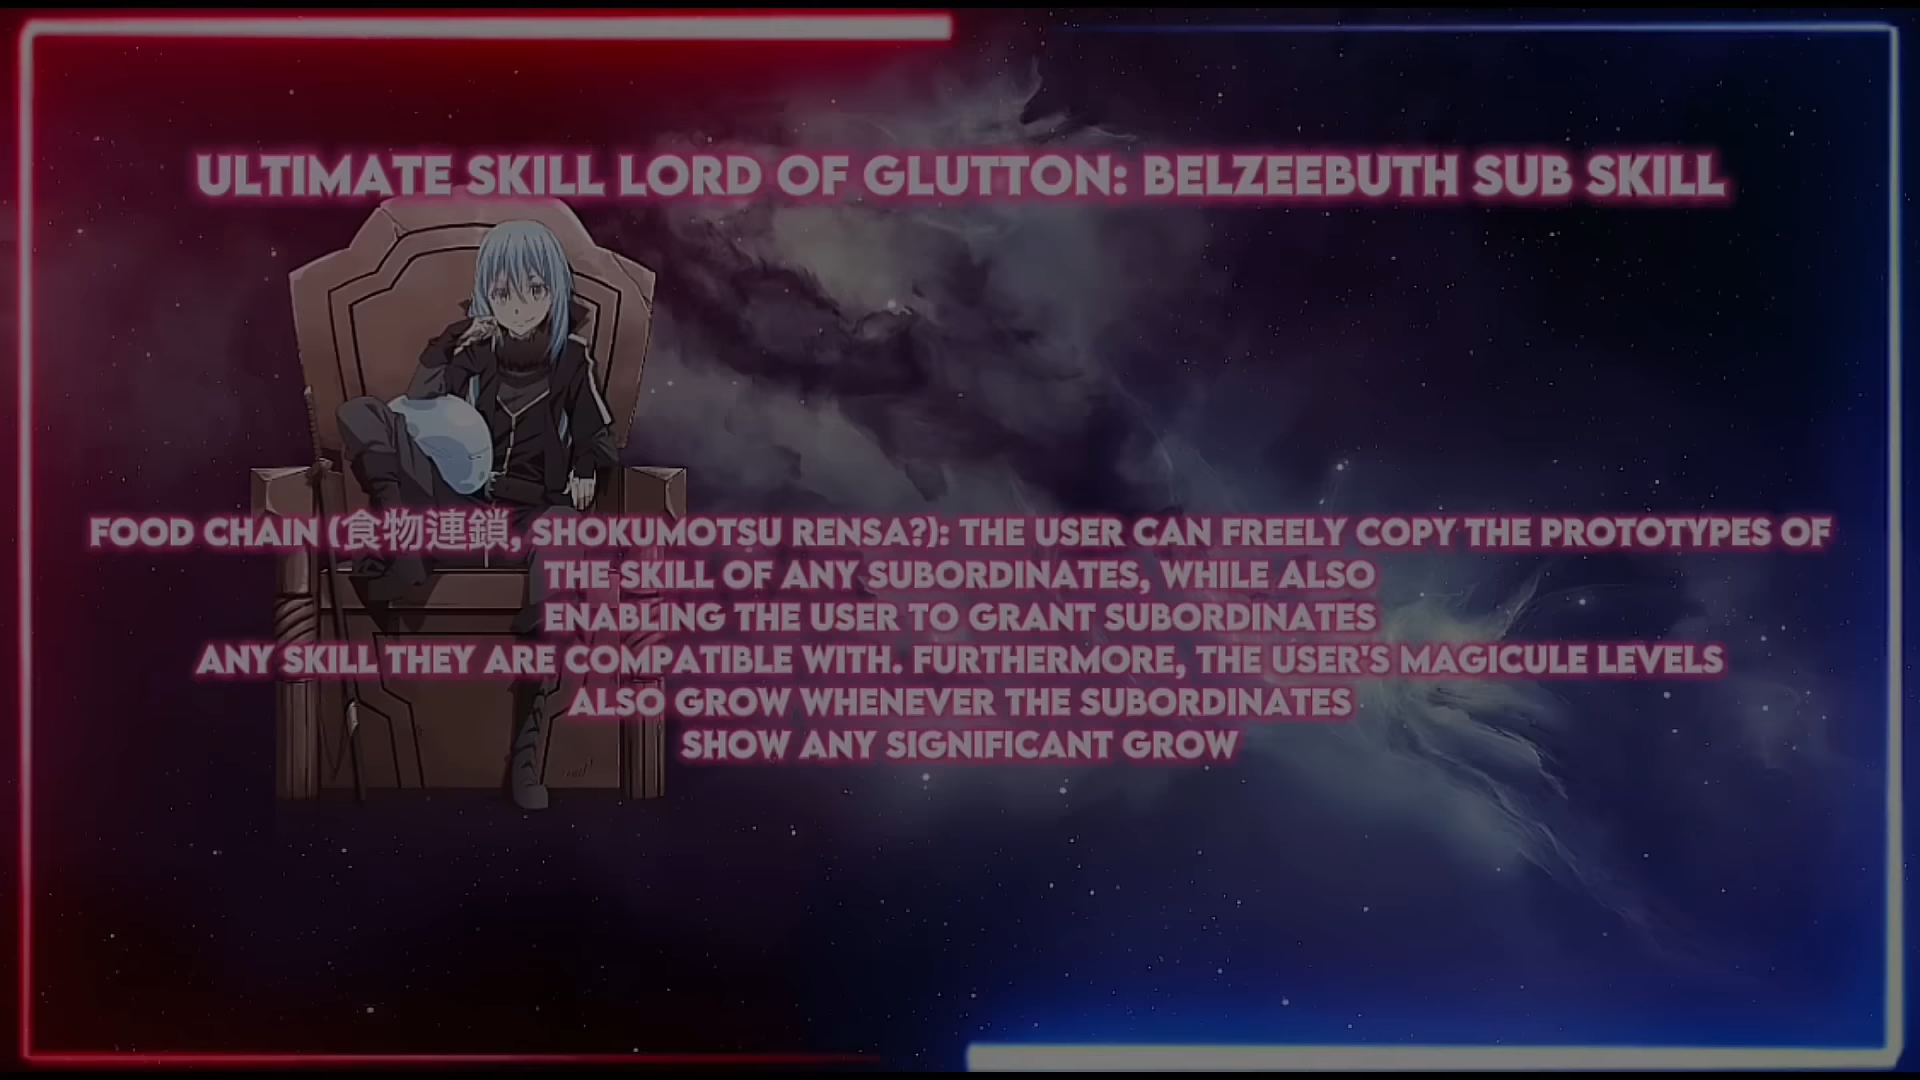 ULTIMATE SKILL LORD OF GLUTTON: BELZEEBUTH SUB SKILL
FOOD CHAIN (食物連鎖, SHOKUMOTSU RENSA?): THE USER CAN FREELY COPY THE PROTOTYPES OF
THE SKILL OF ANY SUBORDINATES, WHILE ALSO
ENABLING THE USER TO GRANT SUBORDINATES
ANY SKILL THEY ARE COMPATIBLE WITH. FURTHERMORE, THE USER'S MAGICULE LEVELS
ALSO GROW WHENEVER THE SUBORDINATES
SHOW ANY SIGNIFICANT GROW